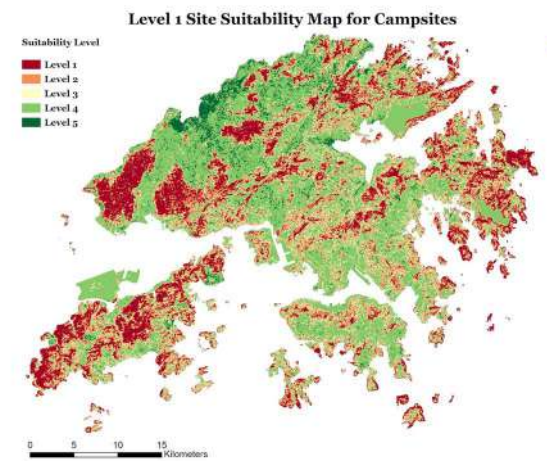 Level 1 Site Suitability Map for Campsites
Suitability Level
Level 1
Level 2
Level 3
Level 4
Level 5
0 5 10 15
Kilometers